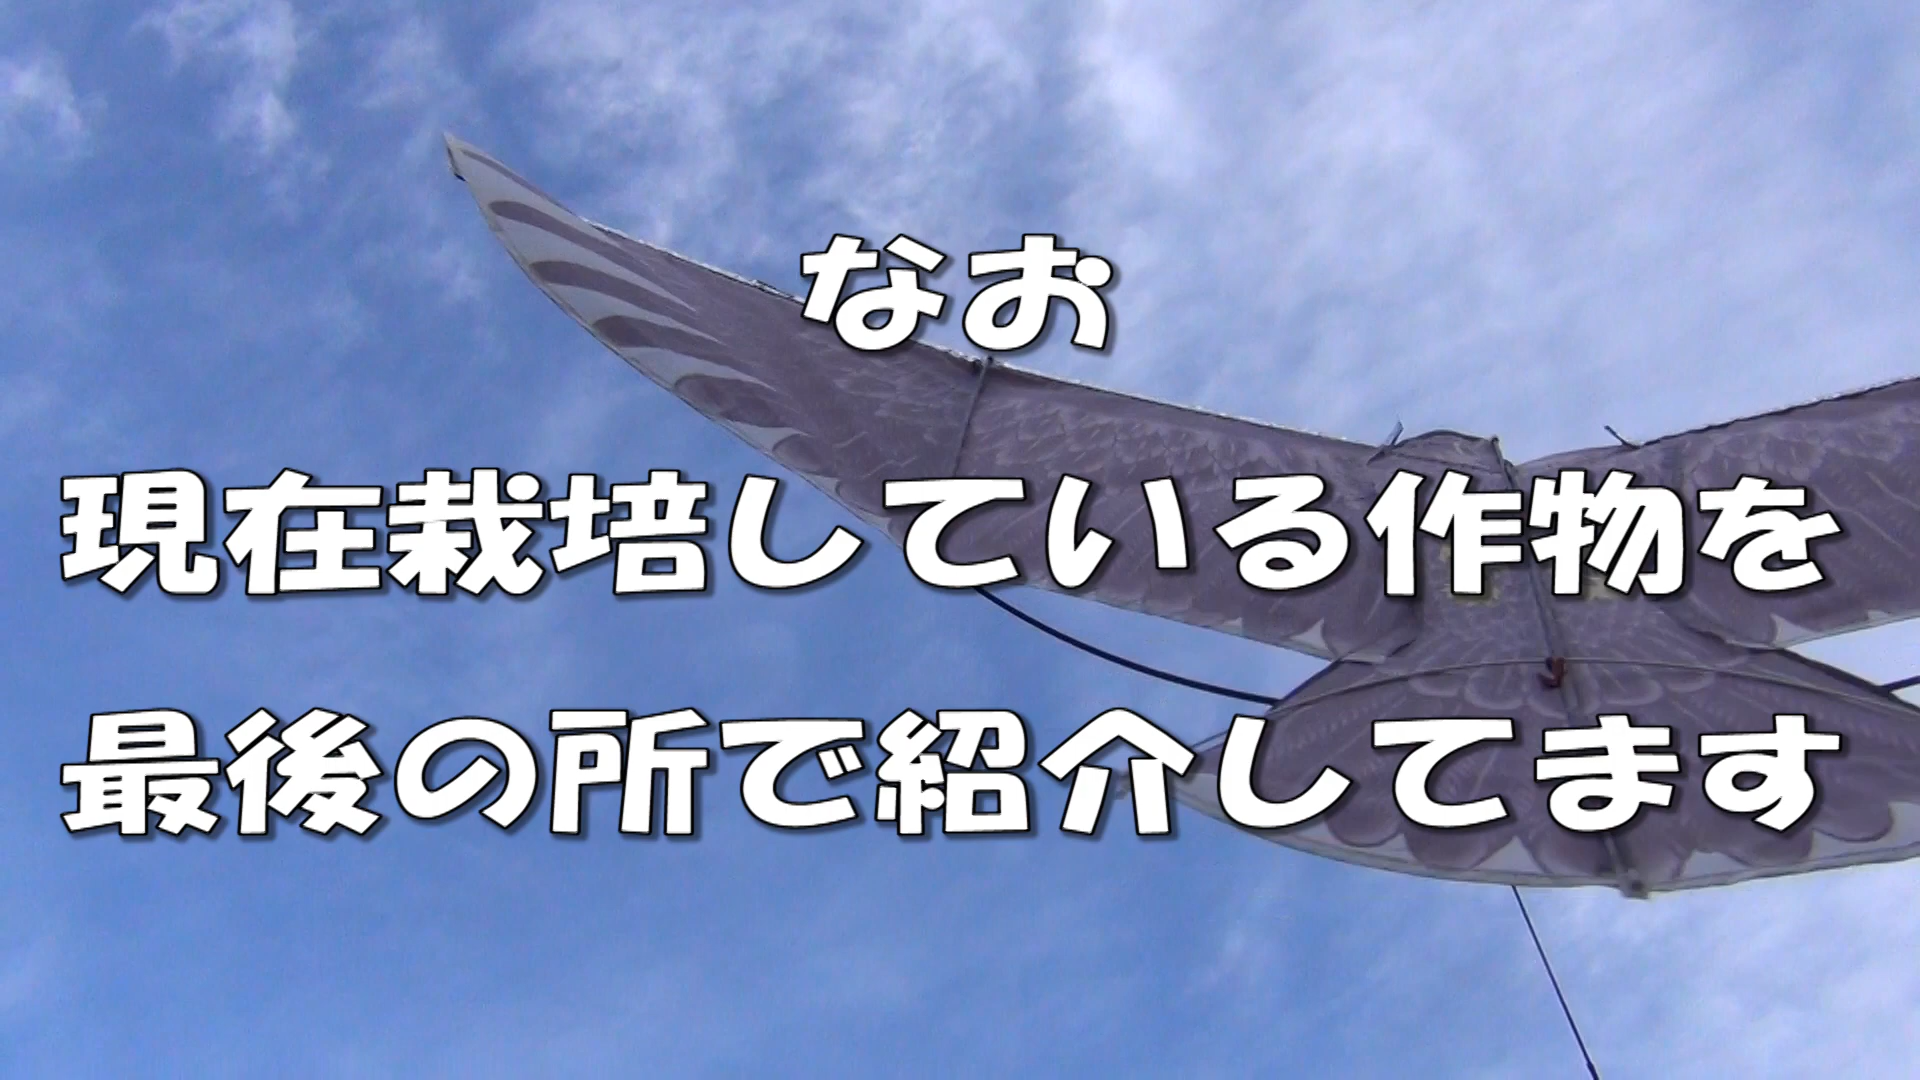 なお
現在栽培している作物を
最後の所で紹介してます